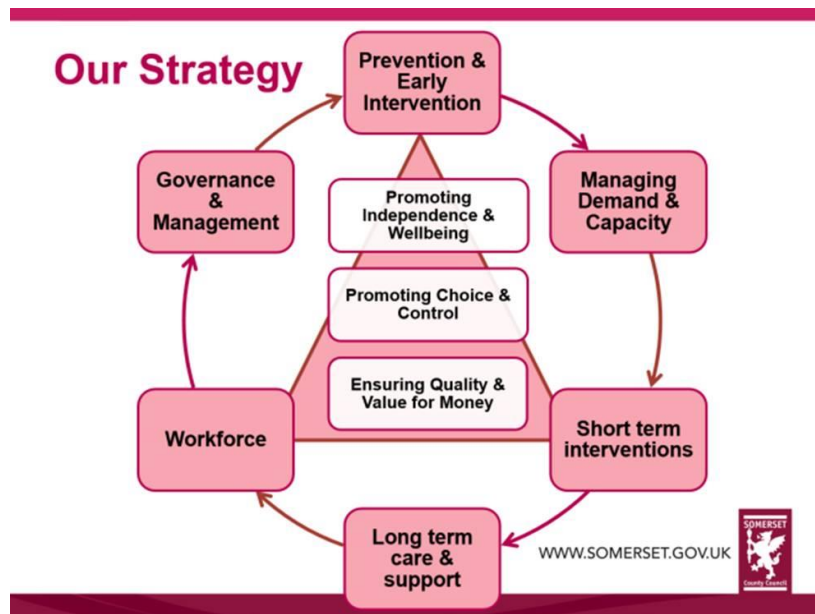 Our Strategy
Prevention &
Early
Intervention
Managing
Demand &
Capacity
Short term
interventions
Long term
care &
support
Workforce
Governance
&
Management
Promoting
Independence &
Wellbeing
Promoting Choice &
Control
Ensuring Quality &
Value for Money
WWW.SOMERSET.GOV.UK
SOMERSET
County Council